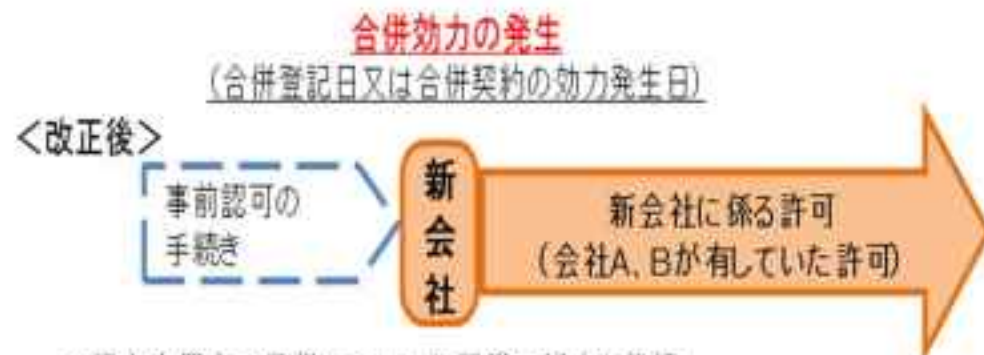 合併効力の発生
(合併登記日又は合併契約の効力発生日)
＜改正後＞
事前認可の
手続き
新会社
新会社に係る許可
(会社A、Bが有していた許可)